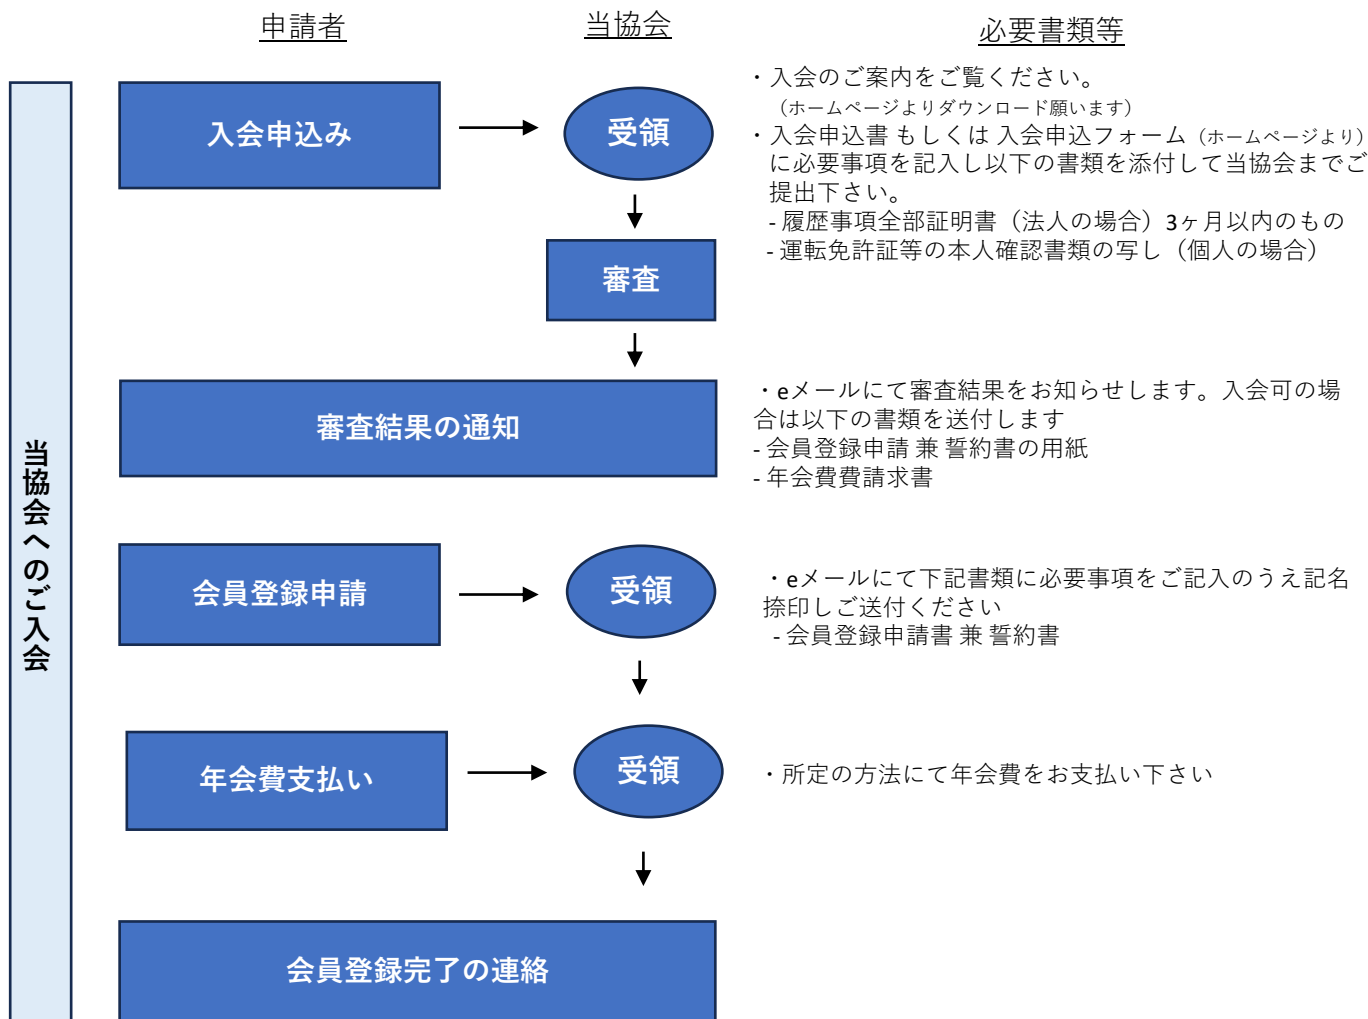 申請者
当協会
必要書類等
当協会へのご入会
入会申込み
受領
・入会のご案内をご覧ください。
（ホームページよりダウンロード願います）
・入会申込書 もしくは 入会申込フォーム（ホームページより）
に必要事項を記入し以下の書類を添付して当協会までご
提出下さい。
- 履歴事項全部証明書（法人の場合）3ヶ月以内のもの
- 運転免許証等の本人確認書類の写し（個人の場合）
審査
審査結果の通知
・eメールにて審査結果をお知らせします。入会可の場
合は以下の書類を送付します
- 会員登録申請 兼 誓約書の用紙
- 年会費費請求書
会員登録申請
受領
・eメールにて下記書類に必要事項をご記入のうえ記名
捺印しご送付ください
- 会員登録申請書 兼 誓約書
年会費支払い
受領
・所定の方法にて年会費をお支払い下さい
会員登録完了の連絡